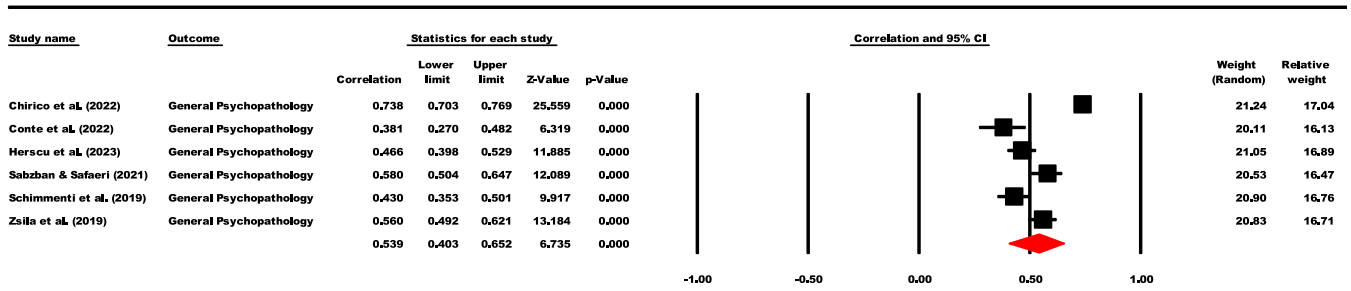 Study name Outcome Statistics for each study Correlation and 95% CI
Lower Upper Weight Relative
Correlation limit limit Z-Value p-Value (Random) weight
Chirico et al. (2022) General Psychopathology 0.738 0.703 0.769 25.559 0.000 21.24 17.04
Conte et al. (2022) General Psychopathology 0.381 0.270 0.482 6.319 0.000 20.11 16.13
Herscu et al. (2023) General Psychopathology 0.466 0.398 0.529 11.885 0.000 21.05 16.89
Sabzban & Safaeri (2021) General Psychopathology 0.580 0.504 0.647 12.089 0.000 20.53 16.47
Schimmenti et al. (2019) General Psychopathology 0.430 0.353 0.501 9.917 0.000 20.90 16.76
Zsila et al. (2019) General Psychopathology 0.560 0.492 0.621 13.184 0.000 20.83 16.71
0.539 0.403 0.652 6.735 0.000
-1.00 -0.50 0.00 0.50 1.00